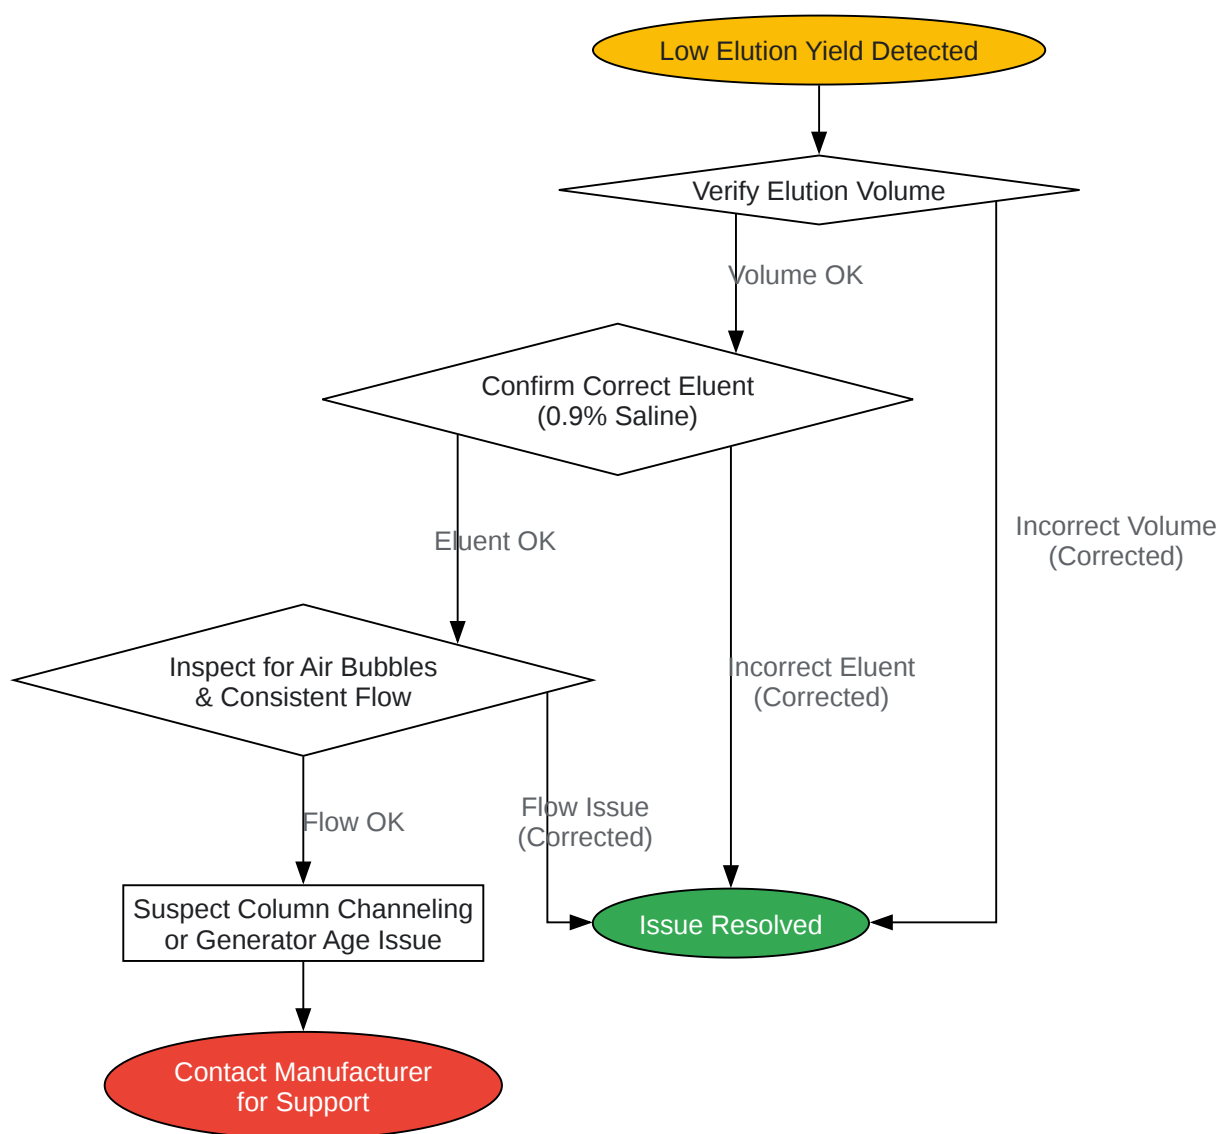 Low Elution Yield Detected
Verify Elution Volume
Volume OK
Confirm Correct Eluent
(0.9% Saline)
Eluent OK
Incorrect Volume
(Corrected)
Inspect for Air Bubbles
& Consistent Flow
Incorrect Eluent
(Corrected)
Flow OK
Flow Issue
(Corrected)
Suspect Column Channeling
or Generator Age Issue
Issue Resolved
Contact Manufacturer
for Support